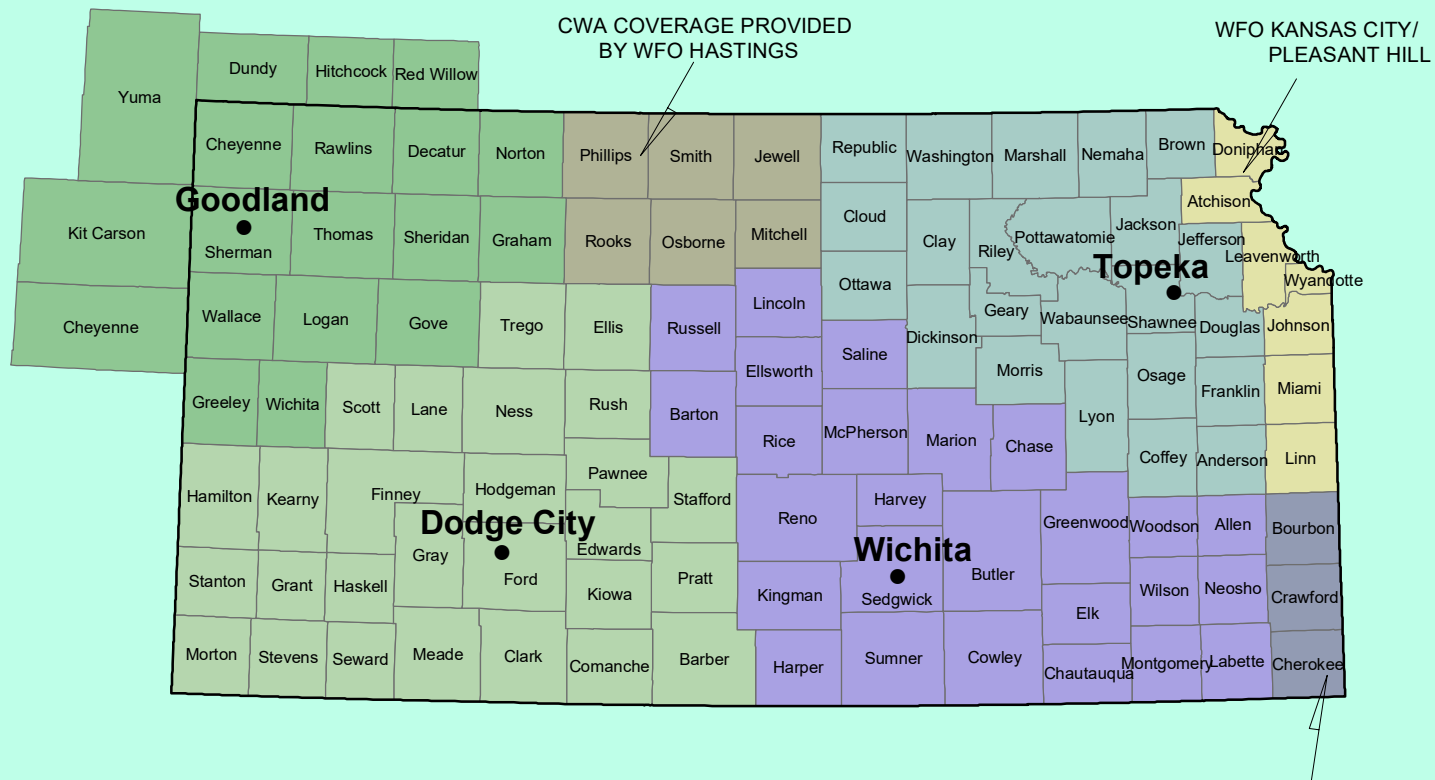 CWA COVERAGE PROVIDED
BY WFO HASTINGS
WFO KANSAS CITY/
PLEASANT HILL
Yuma
Dundy
Hitchcock
Red Willow
Cheyenne
Rawlins
Decatur
Norton
Phillips
Smith
Jewell
Republic
Washington
Marshall
Nemaha
Brown
Doniphan
Atchison
Goodland
Kit Carson
Sherman
Thomas
Sheridan
Graham
Rooks
Osborne
Mitchell
Cloud
Clay
Riley
Pottawatomie
Jackson
Jefferson
Leavenworth
Wyandotte
Topeka
Ottawa
Lincoln
Cheyenne
Wallace
Logan
Gove
Trego
Ellis
Russell
Saline
Dickinson
Geary
Wabaunsee
Shawnee
Douglas
Johnson
Ellsworth
Morris
Osage
Franklin
Miami
Greeley
Wichita
Scott
Lane
Ness
Rush
Barton
Rice
McPherson
Marion
Chase
Lyon
Coffey
Anderson
Linn
Hamilton
Kearny
Finney
Hodgeman
Pawnee
Stafford
Reno
Harvey
Greenwood
Woodson
Allen
Bourbon
Dodge City
Gray
Ford
Edwards
Wichita
Sedgwick
Butler
Stanton
Grant
Haskell
Kiowa
Pratt
Kingman
Elk
Wilson
Neosho
Crawford
Morton
Stevens
Seward
Meade
Clark
Comanche
Barber
Harper
Sumner
Cowley
Chautauqua
Montgomery
Labette
Cherokee